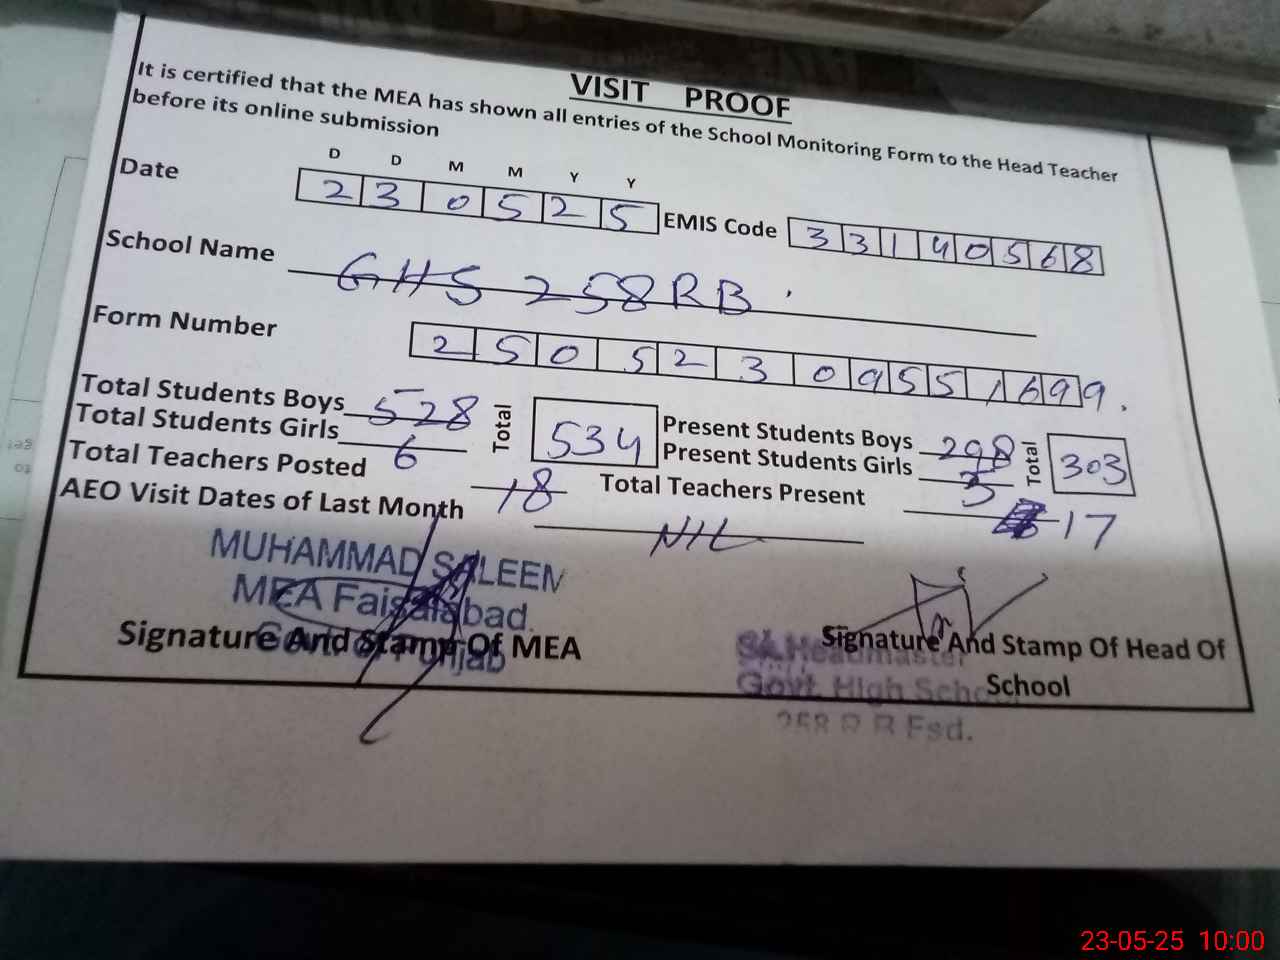 VISIT PROOF
It is certified that the MEA has shown all entries of the School Monitoring Form to the Head Teacher
before its online submission
D D M M Y Y
Date 2 3 0 5 2 5 EMIS Code 3 3 1 4 0 5 6 8
School Name GHS 258 RB .
Form Number 2 5 0 5 2 3 0 9 5 5 1 6 9 9 .
Total Students Boys 528 Total 534 Present Students Boys 298 Total 303
Total Students Girls 6 Present Students Girls 5
Total Teachers Posted 18 Total Teachers Present 17
AEO Visit Dates of Last Month NIL
MUHAMMAD SALEEM
MEA Faisalabad.
Govt of Punjab
Signature And Stamp Of MEA
Signature And Stamp Of Head Of
School
Headmaster
Govt. High School
258 R B Fsd.
23-05-25 10:00